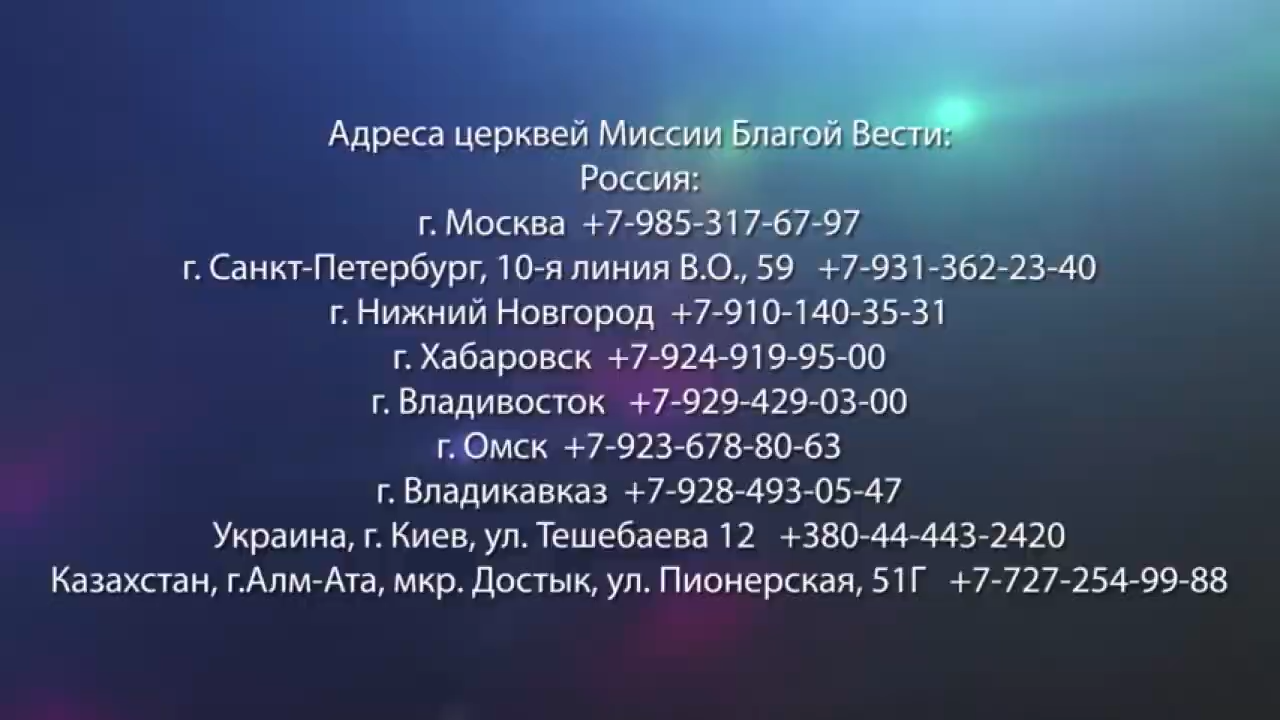 Адреса церквей Миссии Благой Вести:
Россия:
г. Москва +7-985-317-67-97
г. Санкт-Петербург, 10-я линия В.О., 59 +7-931-362-23-40
г. Нижний Новгород +7-910-140-35-31
г. Хабаровск +7-924-919-95-00
г. Владивосток +7-929-429-03-00
г. Омск +7-923-678-80-63
г. Владикавказ +7-928-493-05-47
Украина, г. Киев, ул. Тешебаева 12 +380-44-443-2420
Казахстан, г.Алм-Ата, мкр. Достык, ул. Пионерская, 51Г +7-727-254-99-88